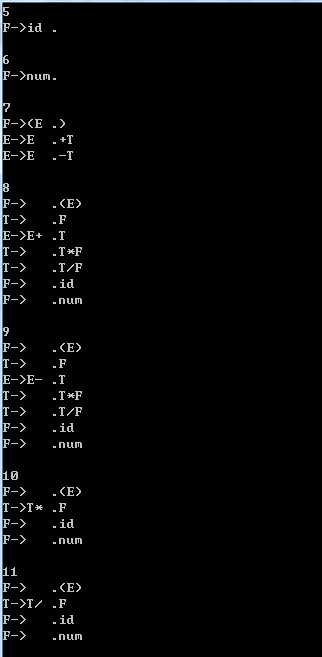 5
F->id .
6
F->num.
7
F->(E .)
E->E  .+T
E->E  .-T
8
F->   .(E)
T->   .F
E->E+ .T
T->   .T*F
T->   .T/F
F->   .id
F->   .num
9
F->   .(E)
T->   .F
E->E- .T
T->   .T*F
T->   .T/F
F->   .id
F->   .num
10
F->   .(E)
T->T* .F
F->   .id
F->   .num
11
F->   .(E)
T->T/ .F
F->   .id
F->   .num